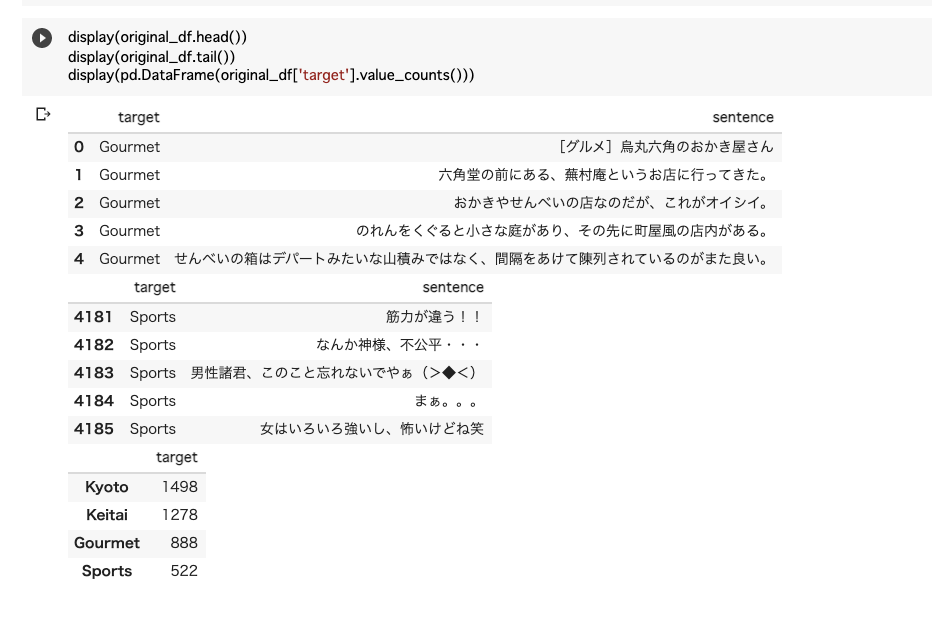 display(original_df.head())
display(original_df.tail())
display(pd.DataFrame(original_df['target'].value_counts()))
target sentence
0 Gourmet ［グルメ］烏丸六角のおかき屋さん
1 Gourmet 六角堂の前にある、蕪村庵というお店に行ってきた。
2 Gourmet おかきやせんべいの店なのだが、これがオイシイ。
3 Gourmet のれんをくぐると小さな庭があり、その先に町屋風の店内がある。
4 Gourmet せんべいの箱はデパートみたいな山積みではなく、間隔をあけて陳列されているのがまた良い。
target sentence
4181 Sports 筋力が違う！！
4182 Sports なんか神様、不公平・・・
4183 Sports 男性諸君、このこと忘れないでやぁ（＞◆＜）
4184 Sports まぁ。。。
4185 Sports 女はいろいろ強いし、怖いけどね笑
target
Kyoto 1498
Keitai 1278
Gourmet 888
Sports 522